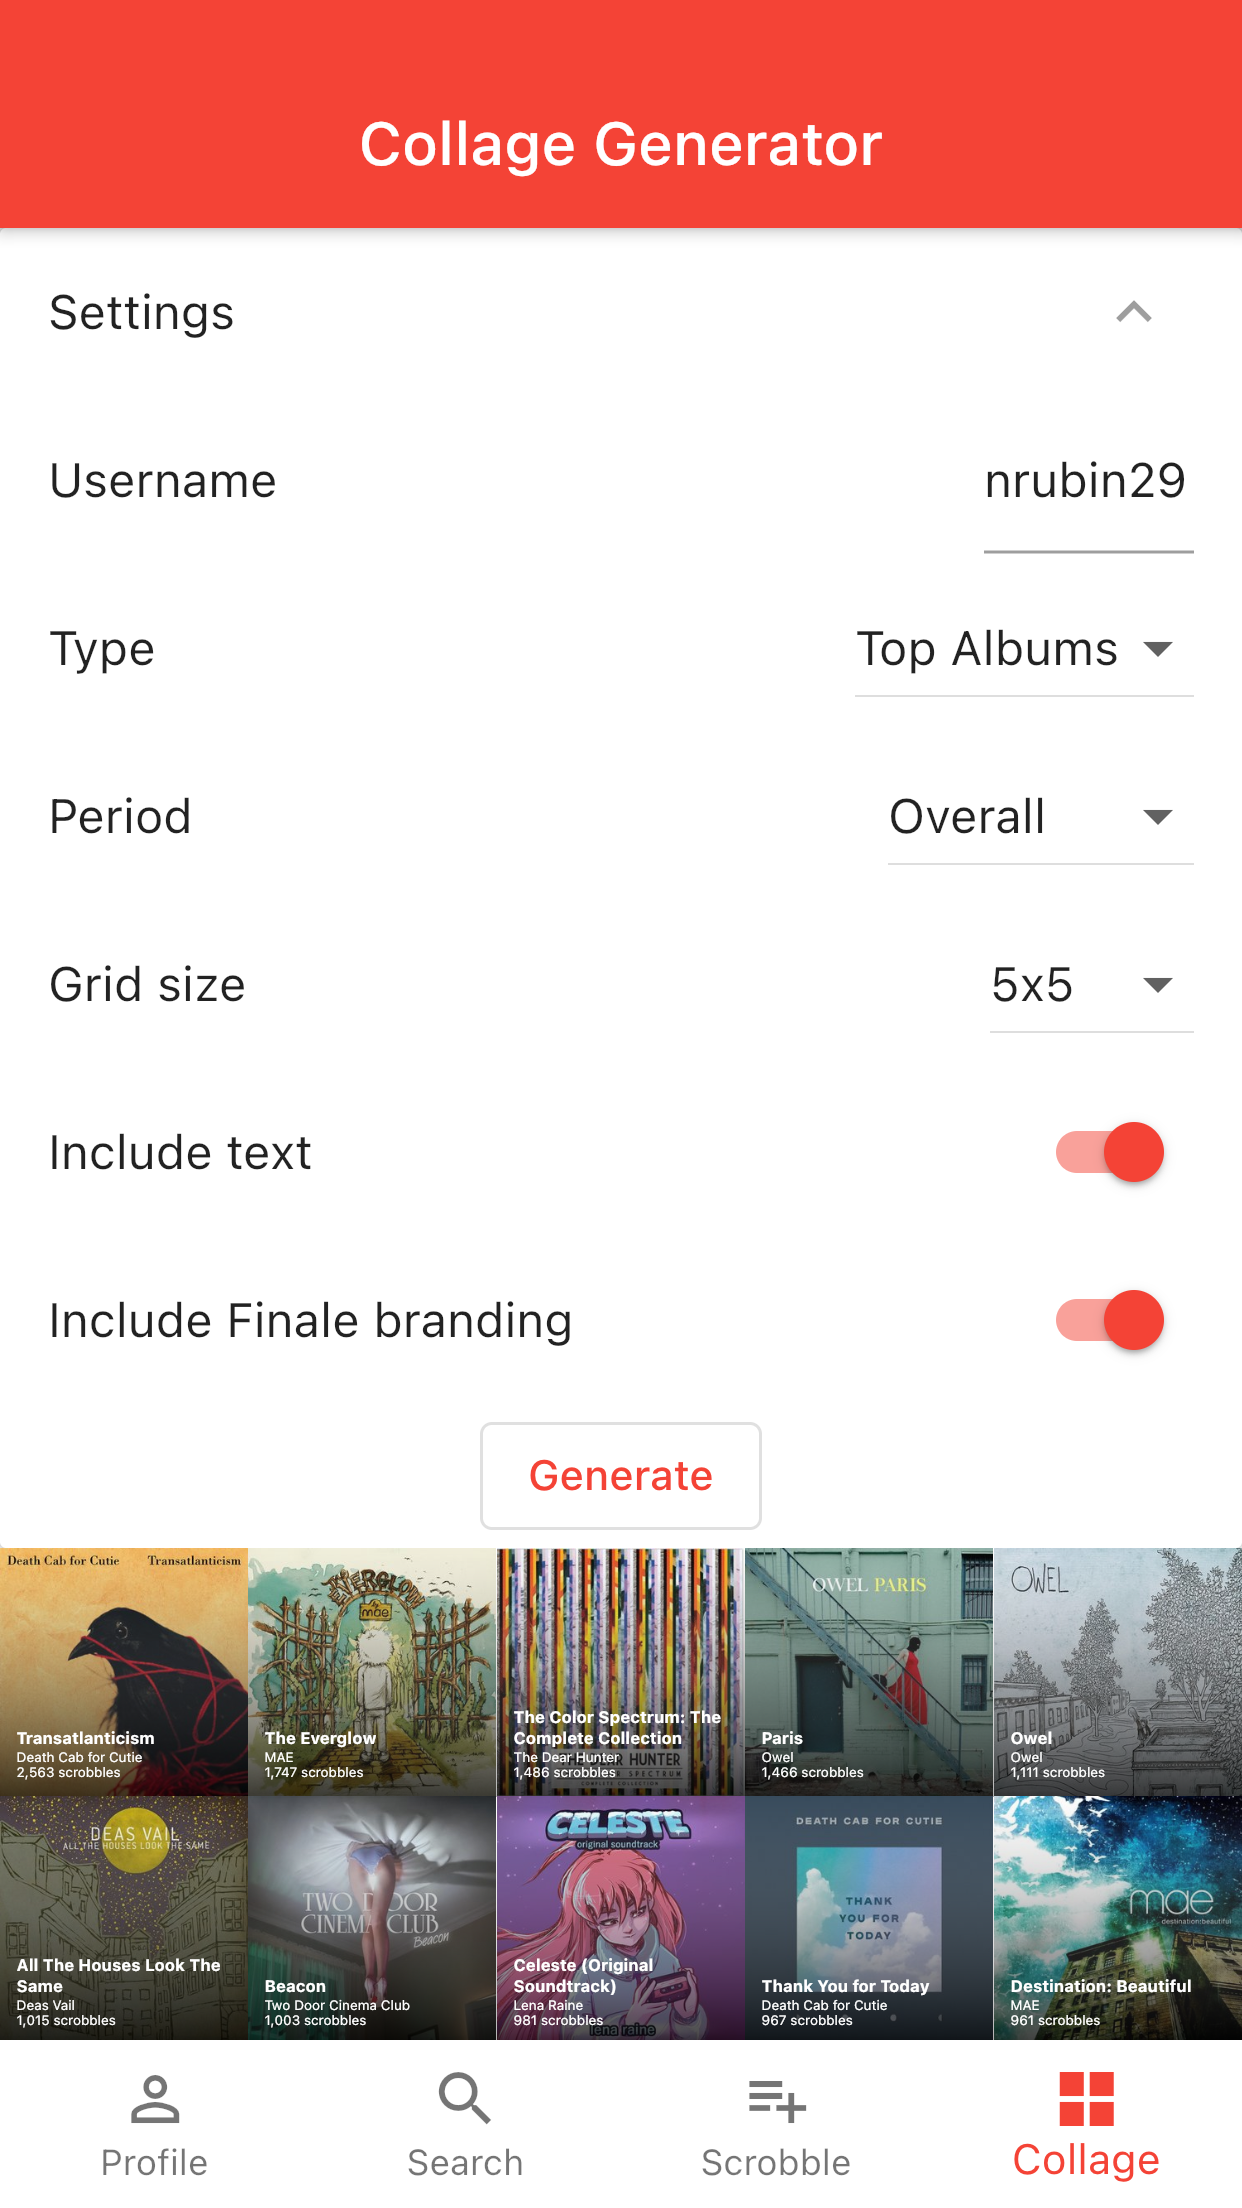 Collage Generator
Settings
Username
nrubin29
Type
Top Albums
Period
Overall
Grid size
5x5
Include text
Include Finale branding
Generate
Death Cab for Cutie
Transatlanticism
Transatlanticism
Death Cab for Cutie
2,563 scrobbles
EVERGLOW
mae
The Everglow
MAE
1,747 scrobbles
The Color Spectrum: The
Complete Collection
The Dear Hunter
1,486 scrobbles
HUNTER
SPECTRUM
COMPLETE COLLECTION
OWEL PARIS
Paris
Owel
1,466 scrobbles
OWEL
Owel
Owel
1,111 scrobbles
DEAS VAIL
ALL THE HOUSES LOOK THE SAME
All The Houses Look The
Same
Deas Vail
1,015 scrobbles
TWO DOOR
CINEMA CLUB
Beacon
Beacon
Two Door Cinema Club
1,003 scrobbles
CELESTE
original soundtrack
Celeste (Original
Soundtrack)
Lena Raine
981 scrobbles
lena raine
DEATH CAB FOR CUTIE
THANK
YOU FOR
TODAY
Thank You for Today
Death Cab for Cutie
967 scrobbles
mae
destination:beautiful
Destination: Beautiful
MAE
961 scrobbles
Profile
Search
Scrobble
Collage